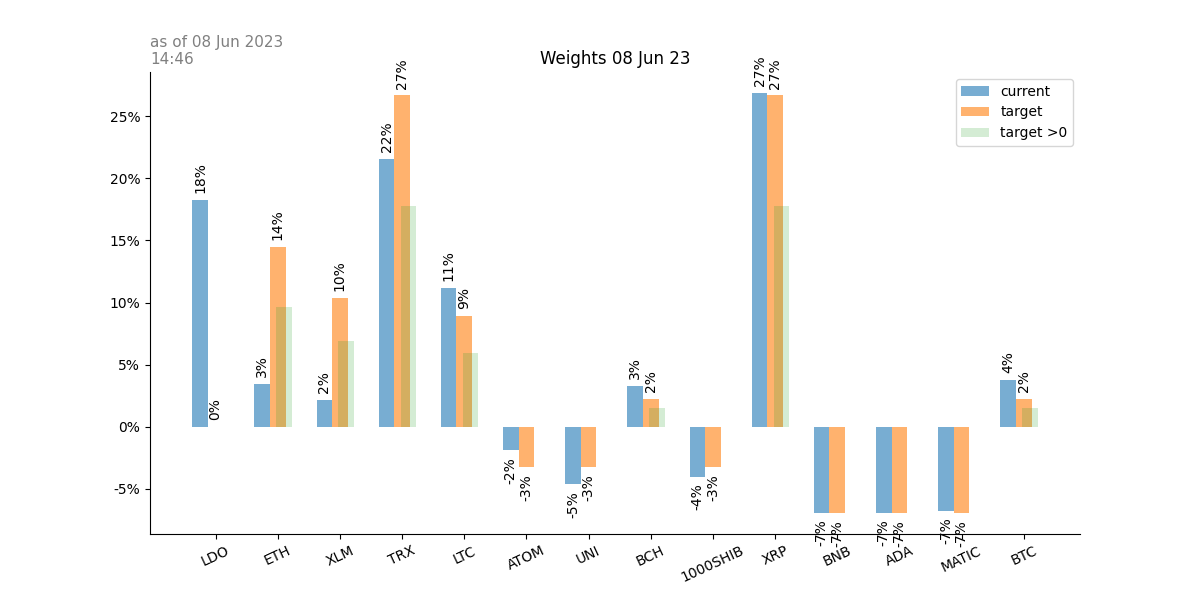 as of 08 Jun 2023
14:46
Weights 08 Jun 23
current
target
target >0
25%
20%
15%
10%
5%
0%
-5%
18%
0%
3%
14%
2%
10%
22%
27%
11%
9%
-2%
-3%
-5%
-3%
3%
2%
-4%
-3%
27%
27%
-7%
-7%
-7%
-7%
-7%
-7%
4%
2%
LDO
ETH
XLM
TRX
LTC
ATOM
UNI
BCH
1000SHIB
XRP
BNB
ADA
MATIC
BTC